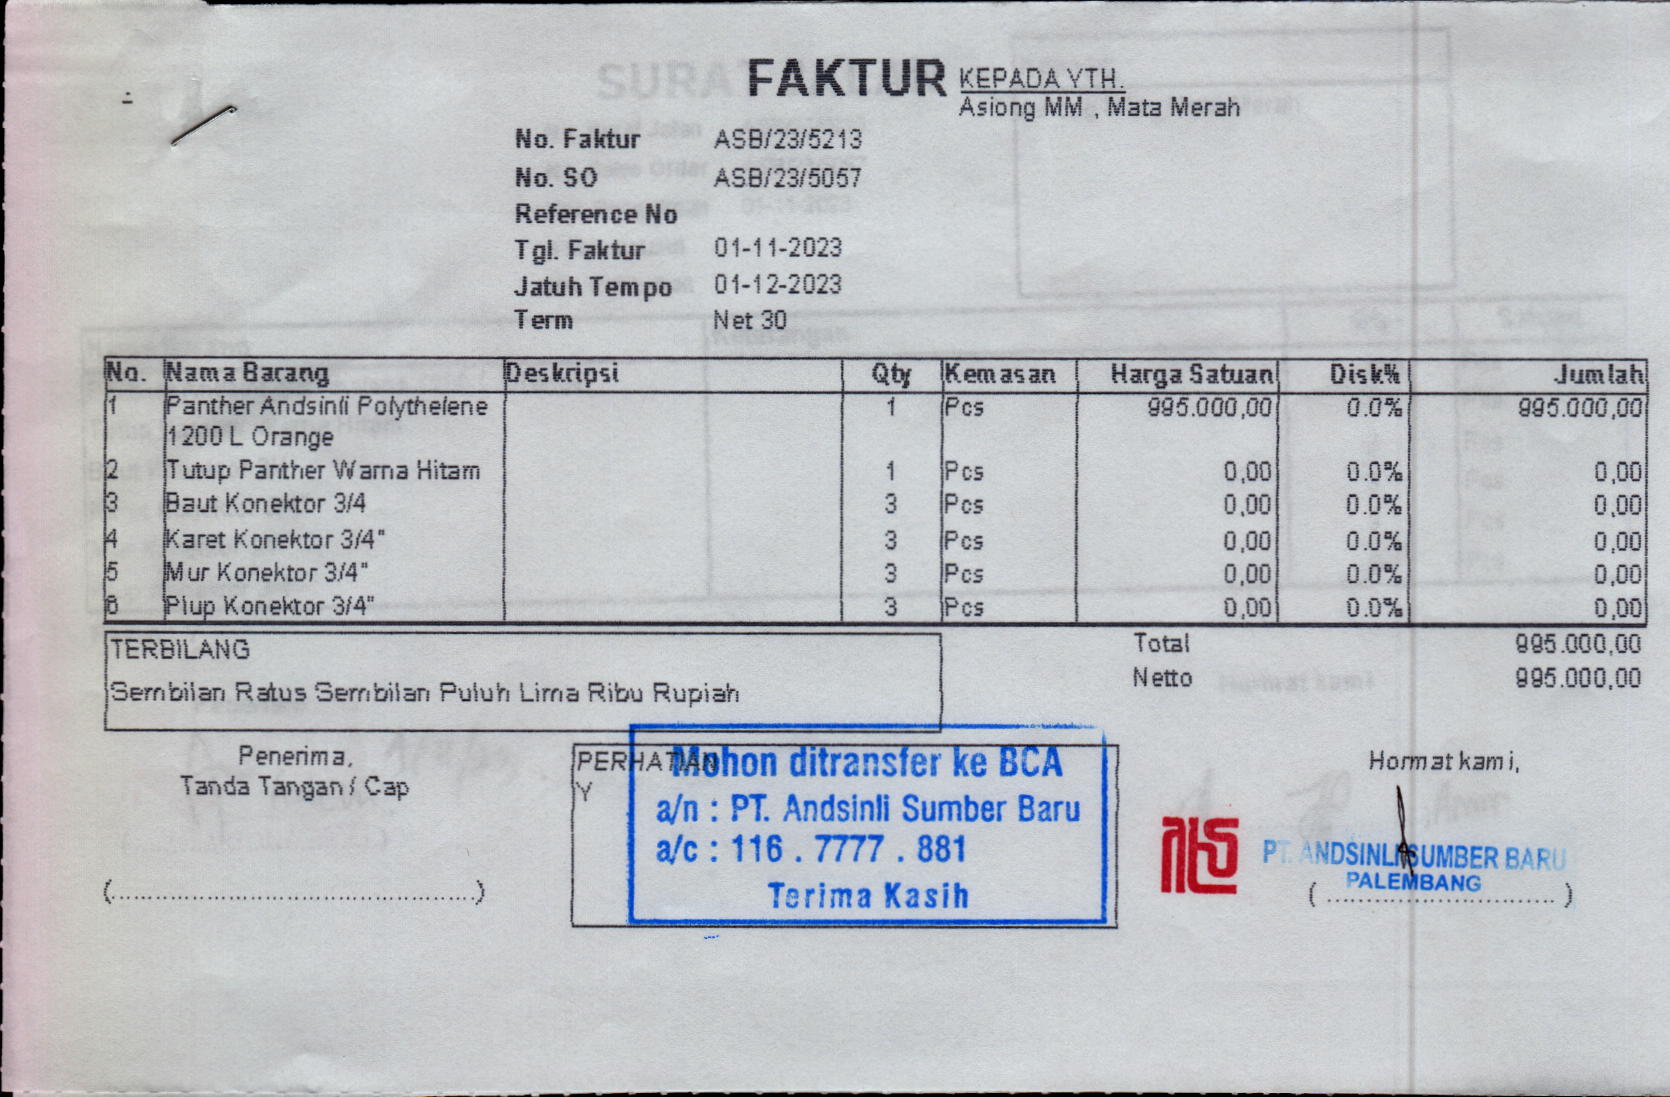 FAKTUR
KEPADA YTH.
Asiong MM , Mata Merah
No. Faktur ASB/23/5213
No. SO ASB/23/5057
Reference No
Tgl. Faktur 01-11-2023
Jatuh Tempo 01-12-2023
Term Net 30
No. Nama Barang Deskripsi Qty Kemasan Harga Satuan Disk% Jumlah
1 Panther Andsinli Polythelene 1 Pcs 995.000,00 0.0% 995.000,00
1200 L Orange
2 Tutup Panther Warna Hitam 1 Pcs 0,00 0.0% 0,00
3 Baut Konektor 3/4 3 Pcs 0,00 0.0% 0,00
4 Karet Konektor 3/4" 3 Pcs 0,00 0.0% 0,00
5 Mur Konektor 3/4" 3 Pcs 0,00 0.0% 0,00
6 Plup Konektor 3/4" 3 Pcs 0,00 0.0% 0,00
TERBILANG
Sembilan Ratus Sembilan Puluh Lima Ribu Rupiah
Total 995.000,00
Netto 995.000,00
Penerima,
Tanda Tangan / Cap
(................................................)
PERHATIAN
Y
Mohon ditransfer ke BCA
a/n : PT. Andsinli Sumber Baru
a/c : 116 . 7777 . 881
Terima Kasih
Hormat kami,
PT. ANDSINLI SUMBER BARU
PALEMBANG
( ............................. )